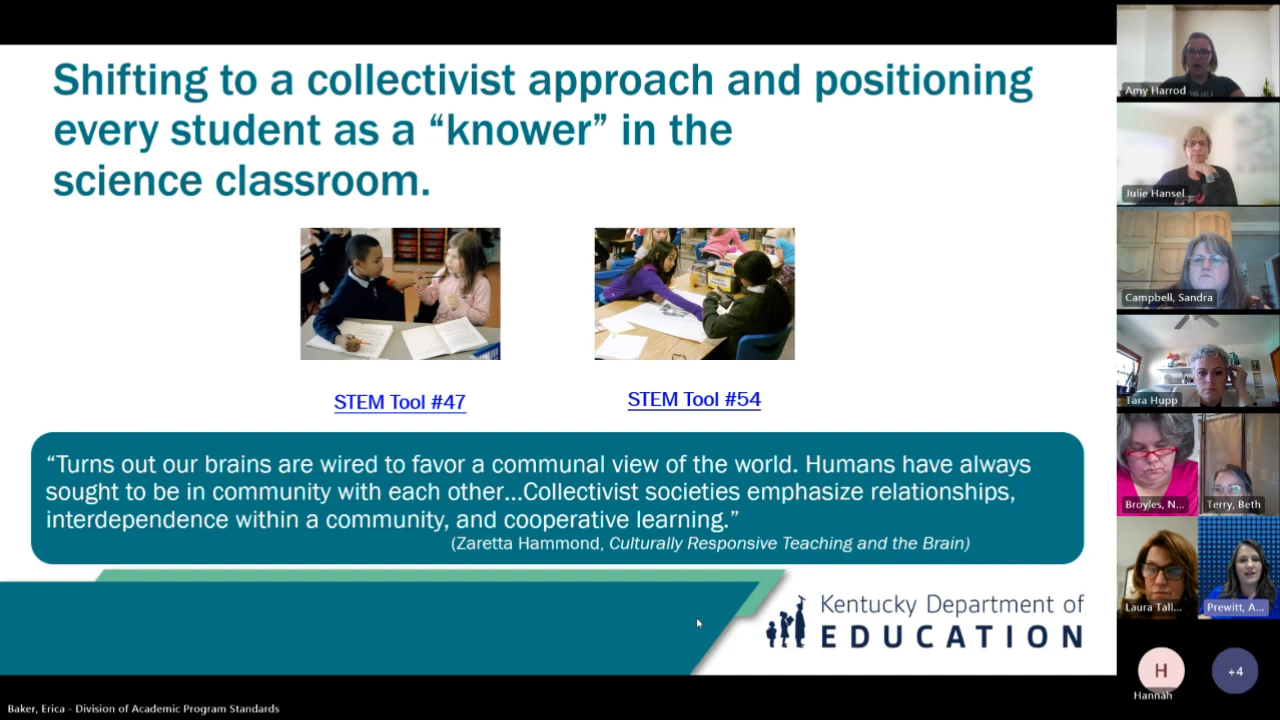 Shifting to a collectivist approach and positioning
every student as a “knower” in the
science classroom.
STEM Tool #47
STEM Tool #54
“Turns out our brains are wired to favor a communal view of the world. Humans have always
sought to be in community with each other...Collectivist societies emphasize relationships,
interdependence within a community, and cooperative learning.”
(Zaretta Hammond, Culturally Responsive Teaching and the Brain)
Kentucky Department of
EDUCATION
Amy Harrod
Julie Hansel
Campbell, Sandra
Tara Hupp
Broyles, N...
Terry, Beth
Laura Tall...
Prewitt, A...
H
Hannah
+4
Baker, Erica - Division of Academic Program Standards